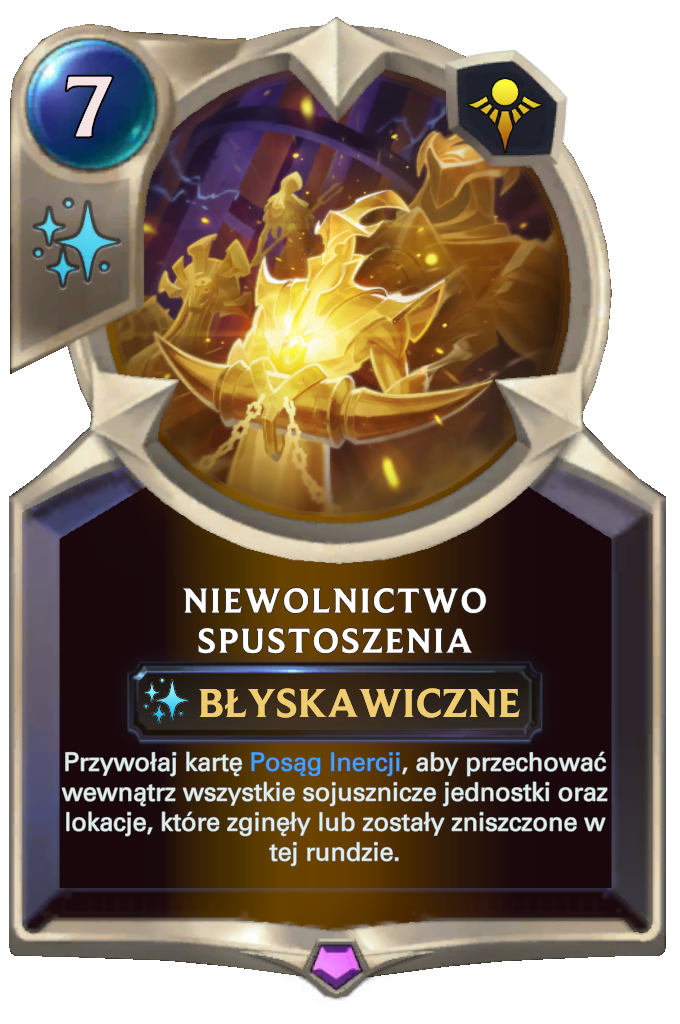 7
NIEWOLNICTWO
SPUSTOSZENIA
BŁYSKAWICZNE
Przywołaj kartę Posąg Inercji, aby przechować
wewnątrz wszystkie sojusznicze jednostki oraz
lokacje, które zginęły lub zostały zniszczone w
tej rundzie.